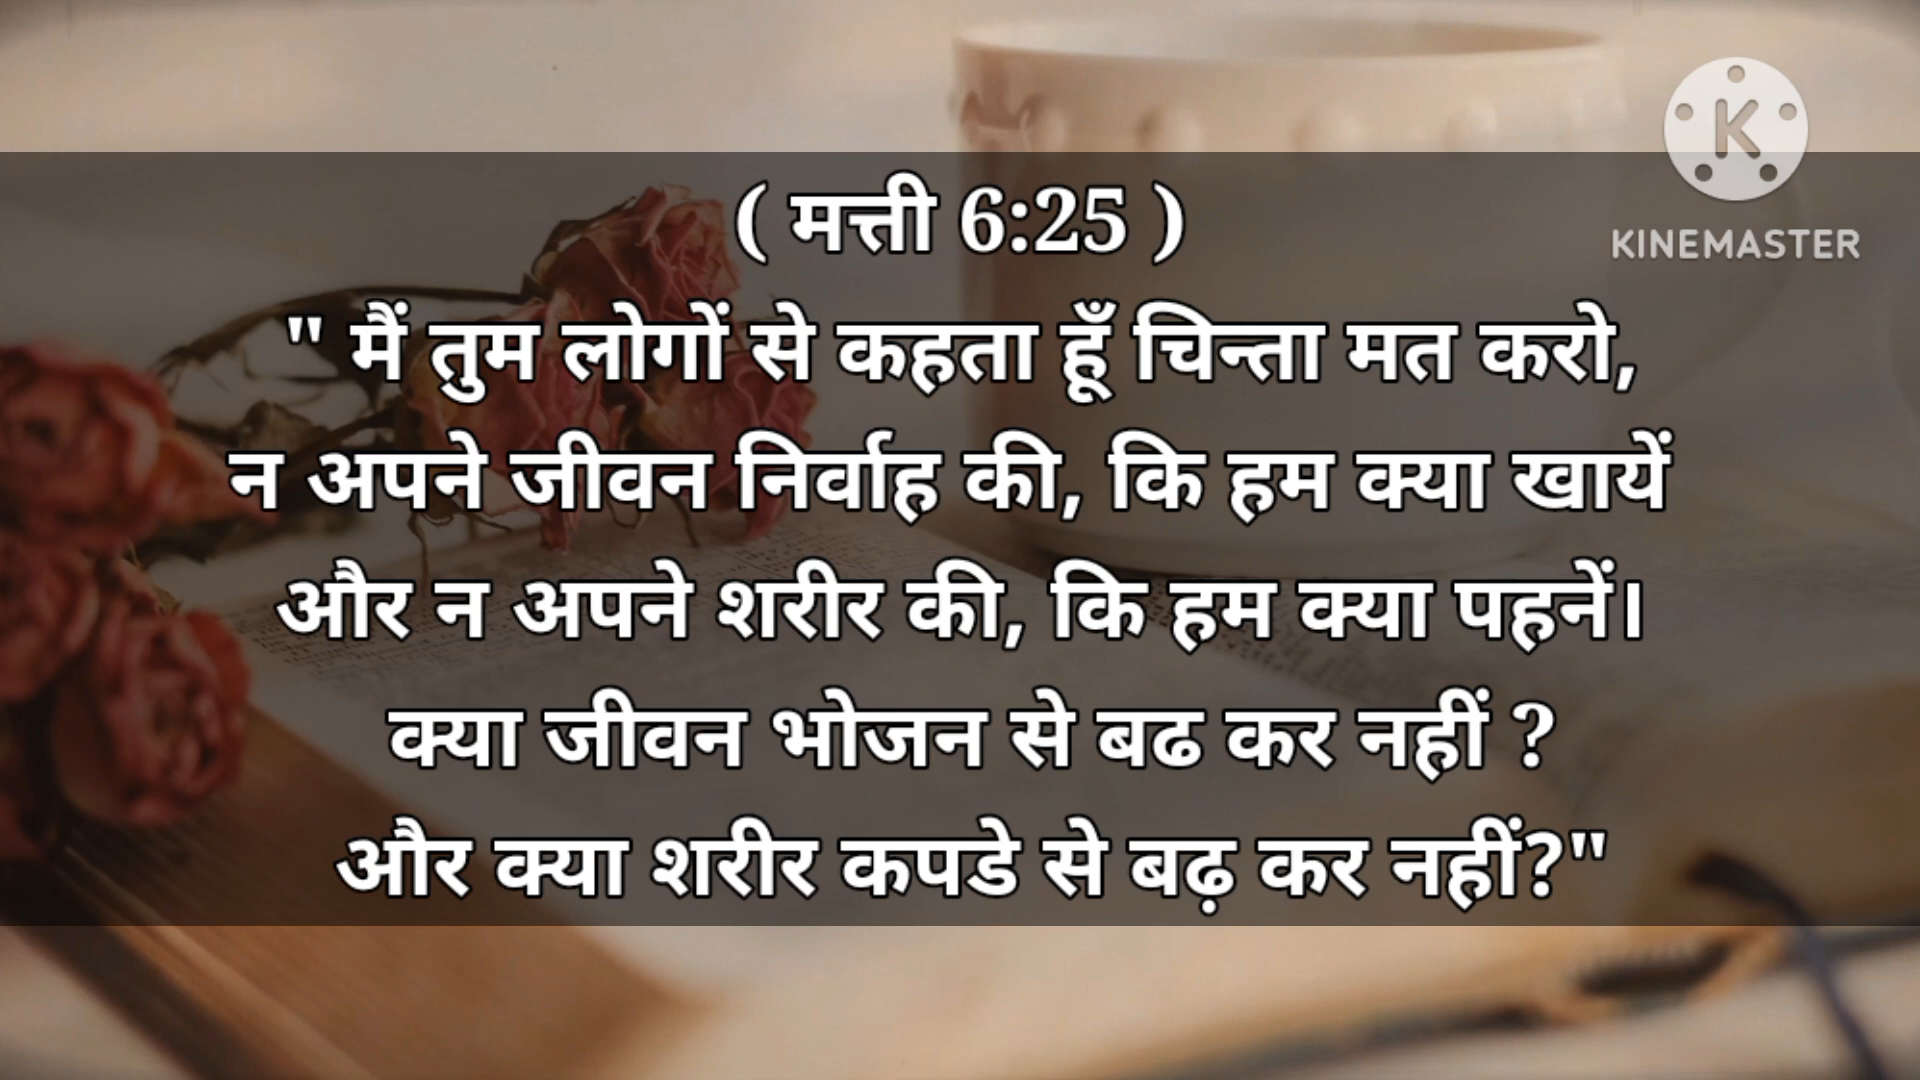 ( मत्ती 6:25 )
" मैं तुम लोगों से कहता हूँ चिन्ता मत करो,
न अपने जीवन निर्वाह की, कि हम क्या खायें
और न अपने शरीर की, कि हम क्या पहनें।
क्या जीवन भोजन से बढ कर नहीं ?
और क्या शरीर कपडे से बढ़ कर नहीं?"
KINEMASTER